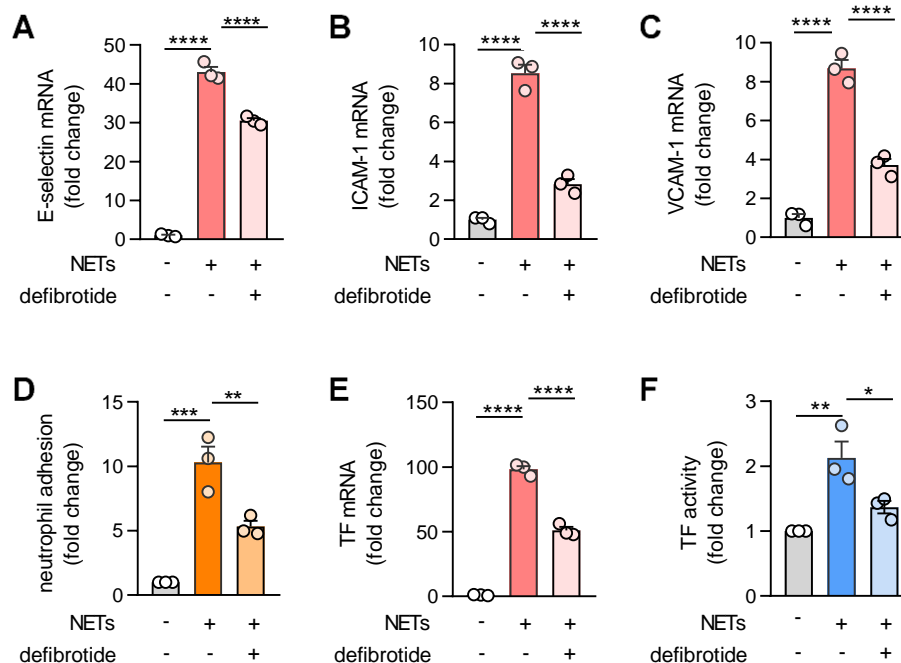 A
E-selectin mRNA
(fold change)
50
40
30
20
10
0
****
****
NETs - + +
defibrotide - - +
B
ICAM-1 mRNA
(fold change)
8
6
4
2
0
****
****
- + +
- - +
C
VCAM-1 mRNA
(fold change)
10
8
6
4
2
0
****
****
NETs - + +
defibrotide - - +
D
neutrophil adhesion
(fold change)
15
10
5
0
***
**
NETs - + +
defibrotide - - +
E
TF mRNA
(fold change)
150
100
50
0
****
****
NETs - + +
defibrotide - - +
F
TF activity
(fold change)
3
2
1
0
**
*
NETs - + +
defibrotide - - +